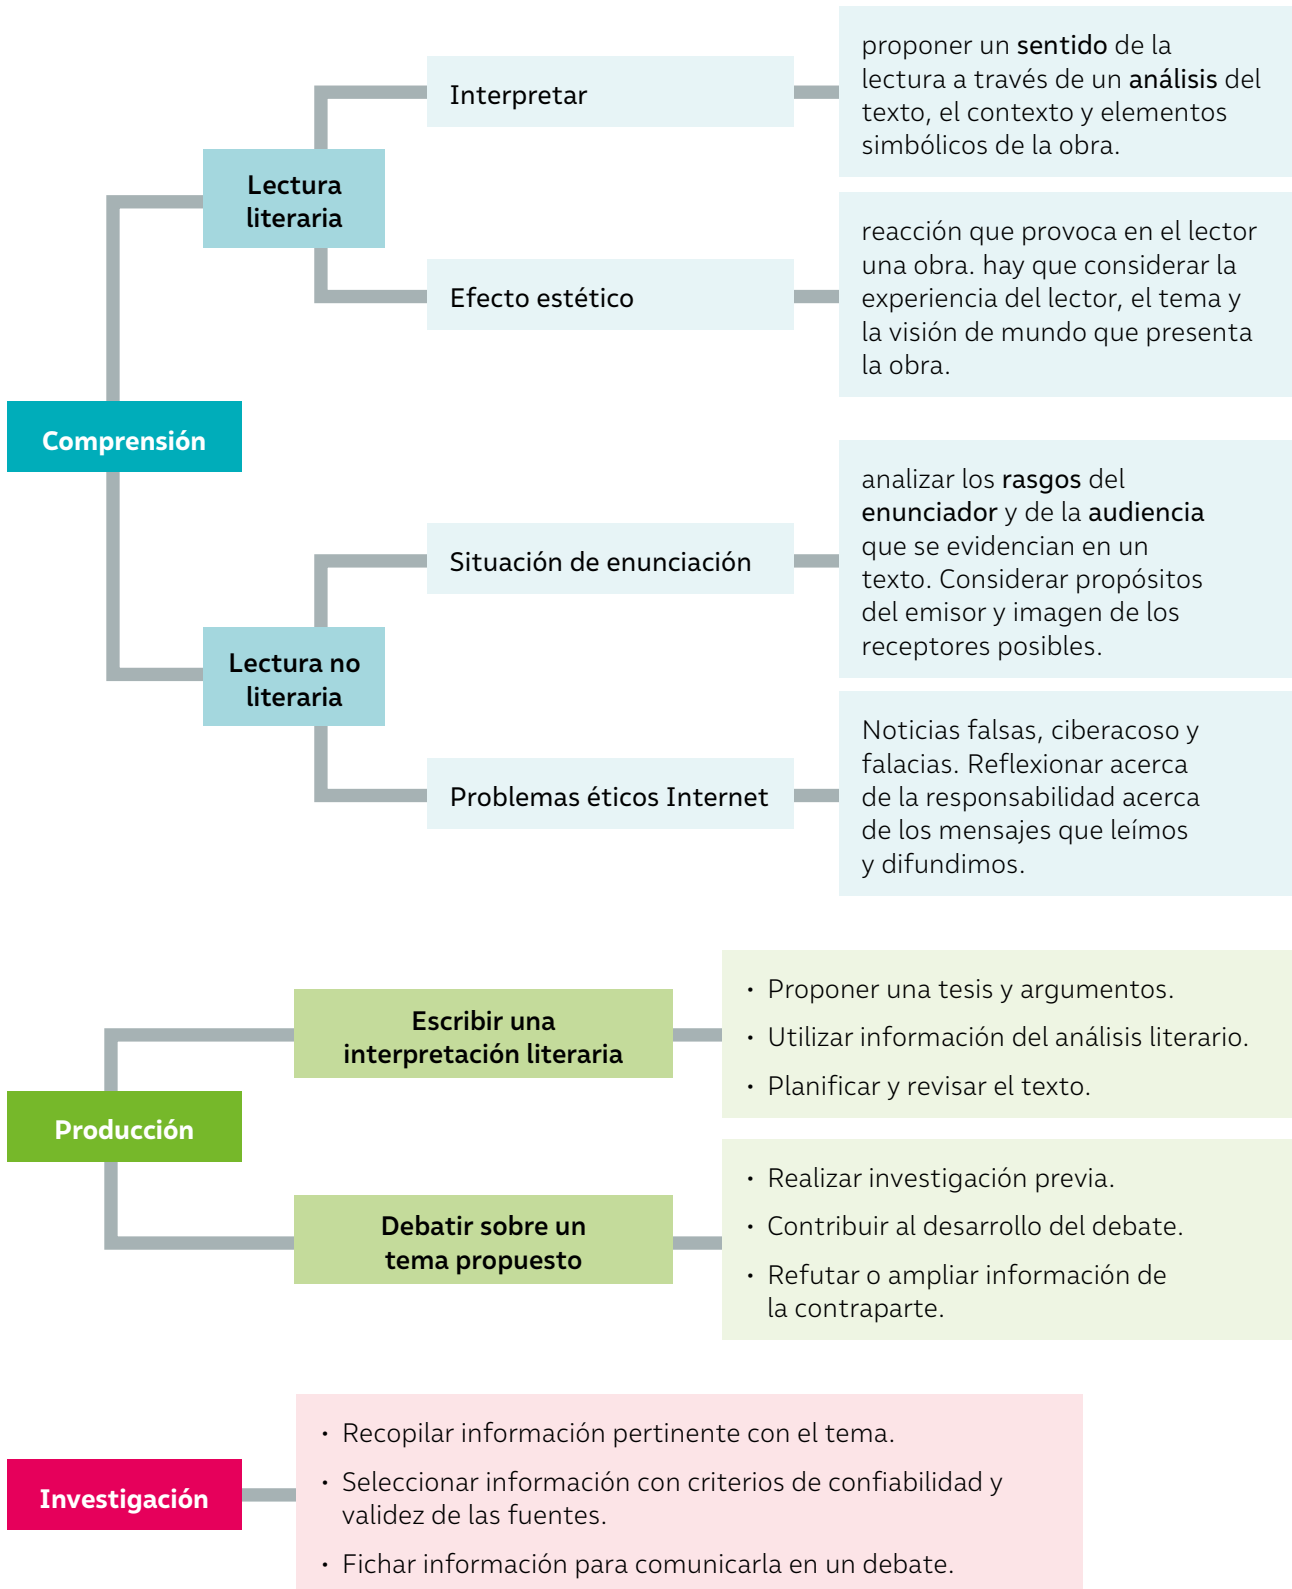 proponer un sentido de la
lectura a través de un análisis del
texto, el contexto y elementos
simbólicos de la obra.
Interpretar
Lectura
literaria
reacción que provoca en el lector
una obra. hay que considerar la
experiencia del lector, el tema y
la visión de mundo que presenta
la obra.
Efecto estético
Comprensión
analizar los rasgos del
enunciador y de la audiencia
que se evidencian en un
texto. Considerar propósitos
del emisor y imagen de los
receptores posibles.
Situación de enunciación
Lectura no
literaria
Noticias falsas, ciberacoso y
falacias. Reflexionar acerca
de la responsabilidad acerca
de los mensajes que leímos
y difundimos.
Problemas éticos Internet
Escribir una
interpretación literaria
· Proponer una tesis y argumentos.
· Utilizar información del análisis literario.
· Planificar y revisar el texto.
Producción
Debatir sobre un
tema propuesto
· Realizar investigación previa.
· Contribuir al desarrollo del debate.
· Refutar o ampliar información de
la contraparte.
Investigación
· Recopilar información pertinente con el tema.
· Seleccionar información con criterios de confiabilidad y
validez de las fuentes.
· Fichar información para comunicarla en un debate.